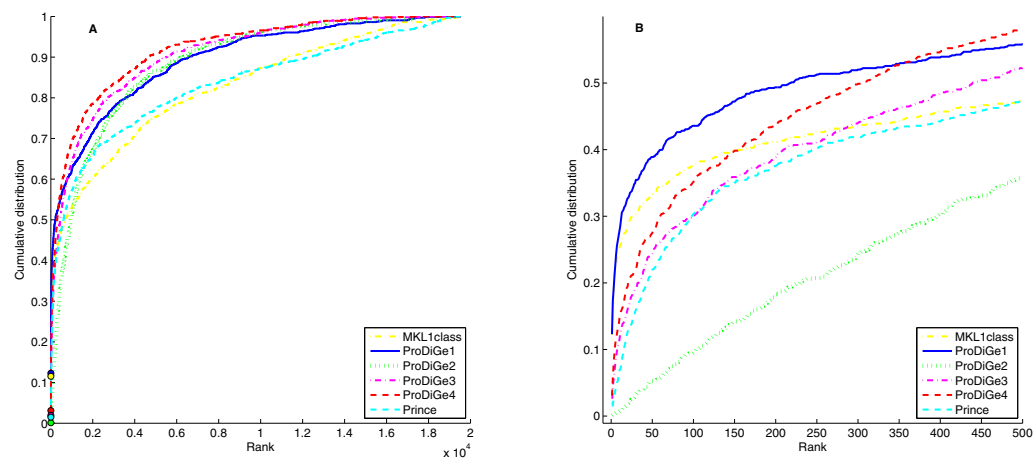 A
Cumulative distribution
1
0.9
0.8
0.7
0.6
0.5
0.4
0.3
0.2
0.1
0
0 0.2 0.4 0.6 0.8 1 1.2 1.4 1.6 1.8 2
x 10^4
Rank
MKL1class
ProDiGe1
ProDiGe2
ProDiGe3
ProDiGe4
Prince
B
Cumulative distribution
0.5
0.4
0.3
0.2
0.1
0
0 50 100 150 200 250 300 350 400 450 500
Rank
MKL1class
ProDiGe1
ProDiGe2
ProDiGe3
ProDiGe4
Prince